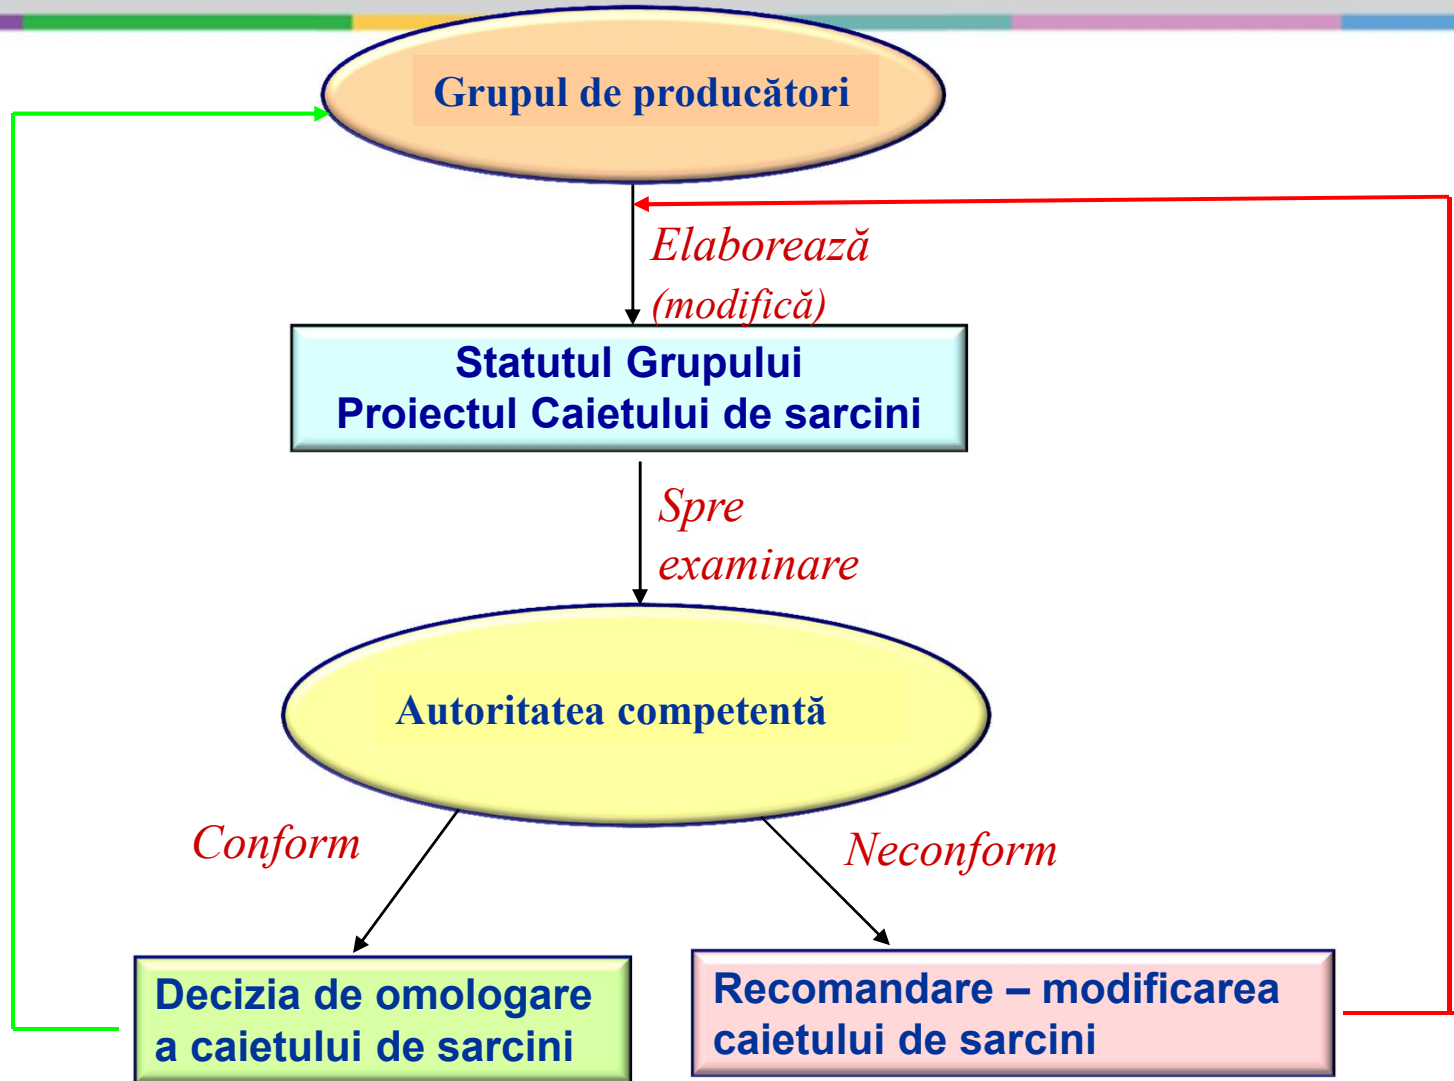 Grupul de producători
Elaborează
(modifică)
Statutul Grupului
Proiectul Caietului de sarcini
Spre
examinare
Autoritatea competentă
Conform
Neconform
Decizia de omologare
a caietului de sarcini
Recomandare – modificarea
caietului de sarcini